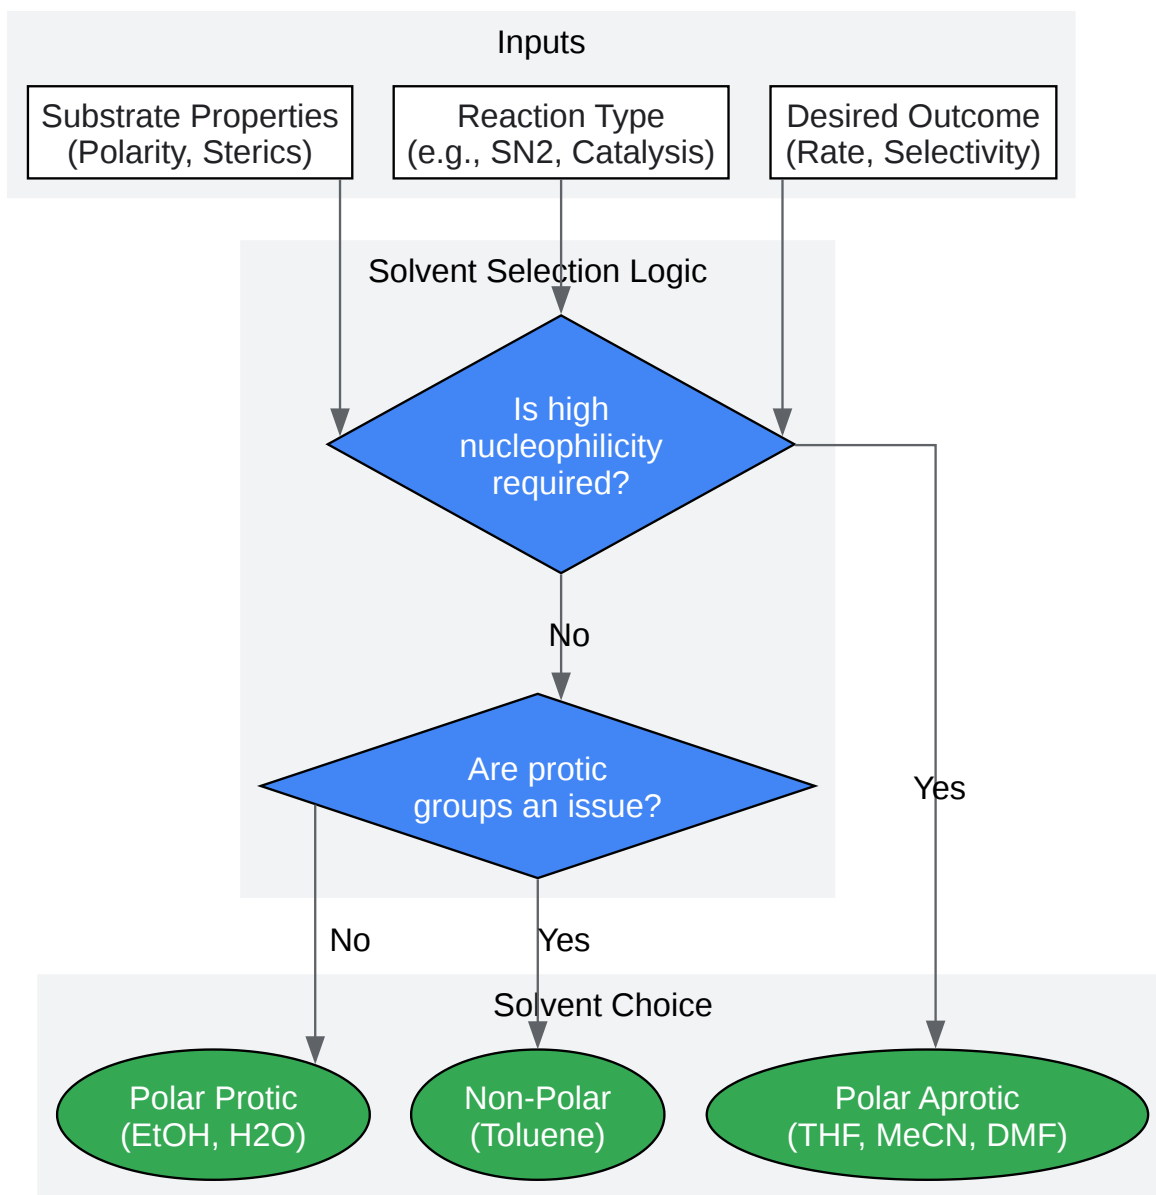 Inputs
Substrate Properties
(Polarity, Sterics)
Reaction Type
(e.g., SN2, Catalysis)
Desired Outcome
(Rate, Selectivity)
Solvent Selection Logic
Is high
nucleophilicity
required?
No
Are protic
groups an issue?
Yes
No
Yes
Solvent Choice
Polar Protic
(EtOH, H2O)
Non-Polar
(Toluene)
Polar Aprotic
(THF, MeCN, DMF)